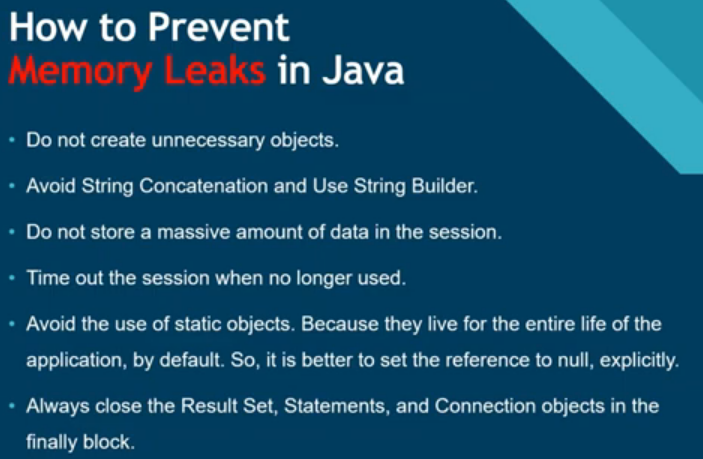 How to Prevent
Memory Leaks in Java
• Do not create unnecessary objects.
• Avoid String Concatenation and Use String Builder.
• Do not store a massive amount of data in the session.
• Time out the session when no longer used.
• Avoid the use of static objects. Because they live for the entire life of the
application, by default. So, it is better to set the reference to null, explicitly.
• Always close the Result Set, Statements, and Connection objects in the
finally block.